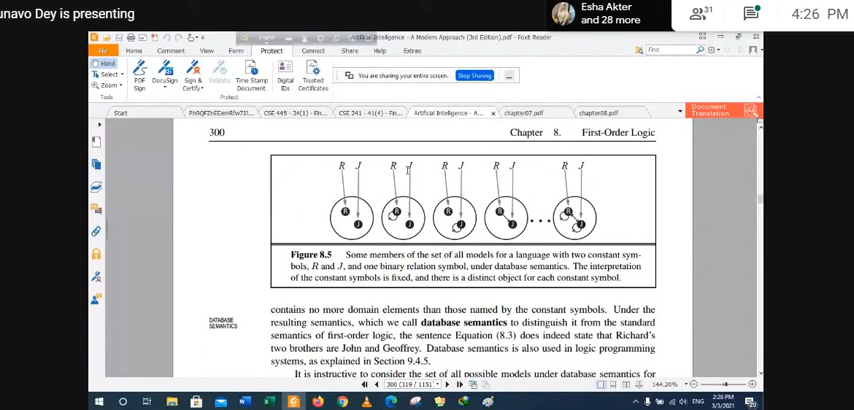 unavo Dey is presenting
Esha Akter
and 28 more
31
4:26 PM
Artificial Intelligence - A Modern Approach (3rd Edition).pdf - Foxit Reader
File Home Comment View Form Protect Connect Share Help Extras
Find
Hand
Select
Zoom
PDF Sign
DocuSign
Sign & Certify
Validate
Time Stamp Document
Digital IDs
Trusted Certificates
Protect
You are sharing your entire screen. Stop Sharing
Start
CSE 445 - 34(1) - Fin...
CSE 241 - 41(4) - Fin...
Artificial Intelligence - A...
chapter07.pdf
chapter08.pdf
Document Translation
300 Chapter 8. First-Order Logic
R J R J R J R J R J
R R R R R
J J J J J
Figure 8.5 Some members of the set of all models for a language with two constant sym-
bols, R and J, and one binary relation symbol, under database semantics. The interpretation
of the constant symbols is fixed, and there is a distinct object for each constant symbol.
DATABASE
SEMANTICS
contains no more domain elements than those named by the constant symbols. Under the
resulting semantics, which we call database semantics to distinguish it from the standard
semantics of first-order logic, the sentence Equation (8.3) does indeed state that Richard's
two brothers are John and Geoffrey. Database semantics is also used in logic programming
systems, as explained in Section 9.4.5.
It is instructive to consider the set of all possible models under database semantics for
300 (319 / 1151)
144.20%
ENG
2:26 PM
3/3/2021